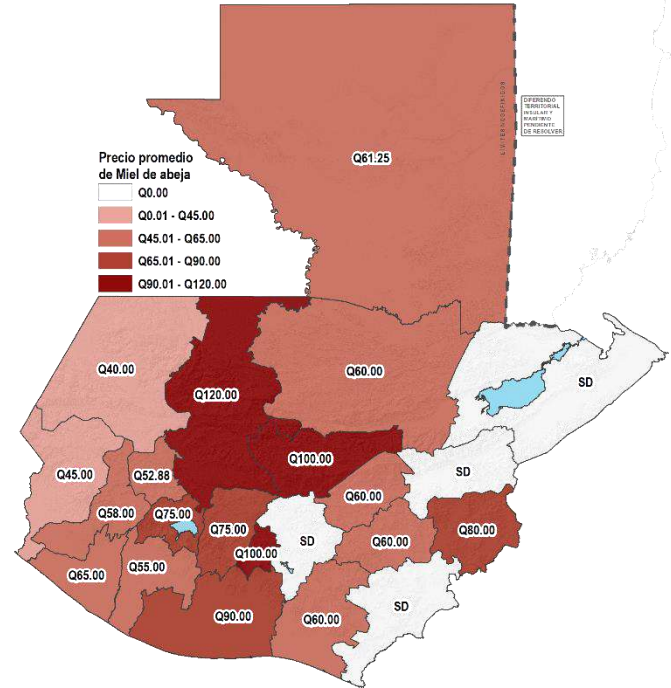 DIFERENDO
TERRITORIAL
INSULAR Y
MARITIMO
PENDIENTE
DE RESOLVER
Q61.25
Precio promedio
de Miel de abeja
Q0.00
Q0.01 - Q45.00
Q45.01 - Q65.00
Q65.01 - Q90.00
Q90.01 - Q120.00
Q40.00
Q60.00
Q120.00
SD
Q100.00
SD
Q45.00
Q52.88
Q60.00
Q58.00
Q75.00
Q75.00
Q80.00
Q100.00
SD
Q60.00
Q65.00
Q55.00
SD
Q90.00
Q60.00